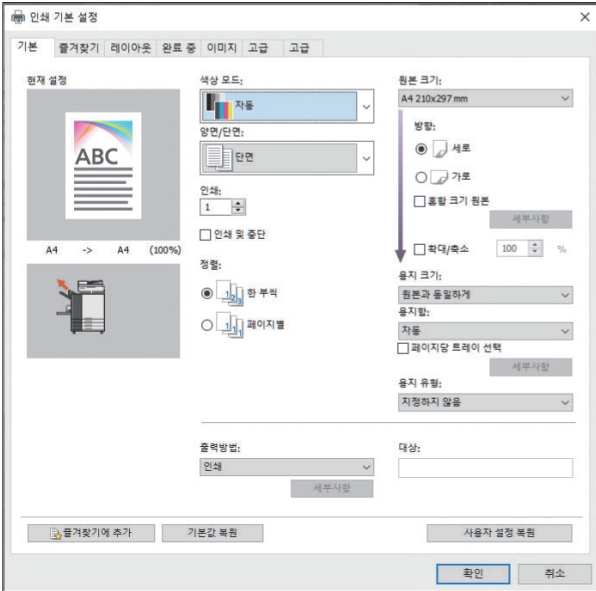 인쇄 기본 설정
기본 즐겨찾기 레이아웃 완료 중 이미지 고급 고급
현재 설정
ABC
A4 -> A4 (100%)
색상 모드:
자동
양면/단면:
단면
인쇄:
1
인쇄 및 중단
정렬:
123 한 부씩
111 페이지별
원본 크기:
A4 210x297 mm
방향:
세로
가로
혼합 크기 원본
세부사항
확대/축소 100 %
용지 크기:
원본과 동일하게
용지함:
자동
페이지당 트레이 선택
세부사항
용지 유형:
지정하지 않음
출력방법:
인쇄
세부사항
대상:
즐겨찾기에 추가 기본값 복원 사용자 설정 복원
확인 취소